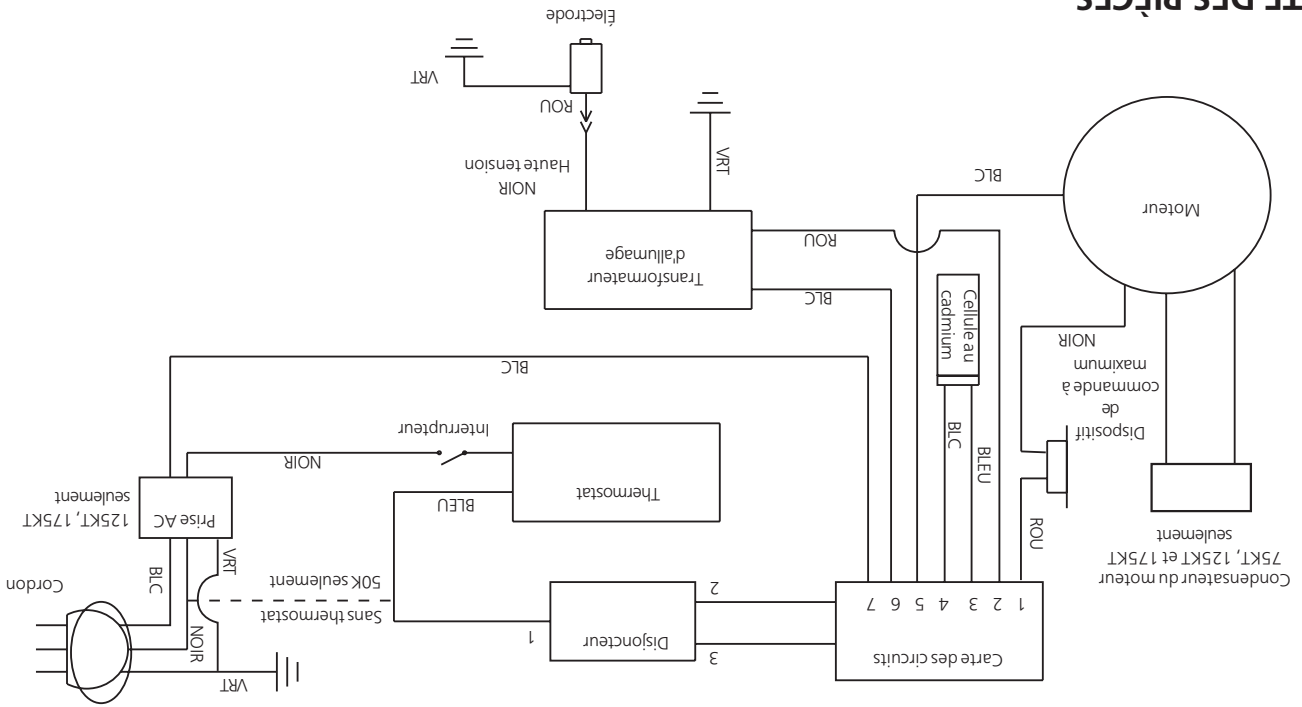 VRT
Cordon
NOIR
BLC
VRT
Prise AC
125KT, 175KT
seulement
Sans thermostat
50K seulement
Disjoncteur
1
2
3
Carte des circuits
1 2 3 4 5 6 7
Condensateur du moteur
75KT, 125KT et 175KT
seulement
ROU
BLEU
BLC
BLEU
Thermostat
Interrupteur
NOIR
Dispositif
de
commande à
maximum
NOIR
BLC
Cellule au
cadmium
BLC
ROU
Transformateur
d'allumage
Moteur
BLC
NOIR
Haute tension
VRT
ROU
VRT
Électrode
TE DES PIÈCES